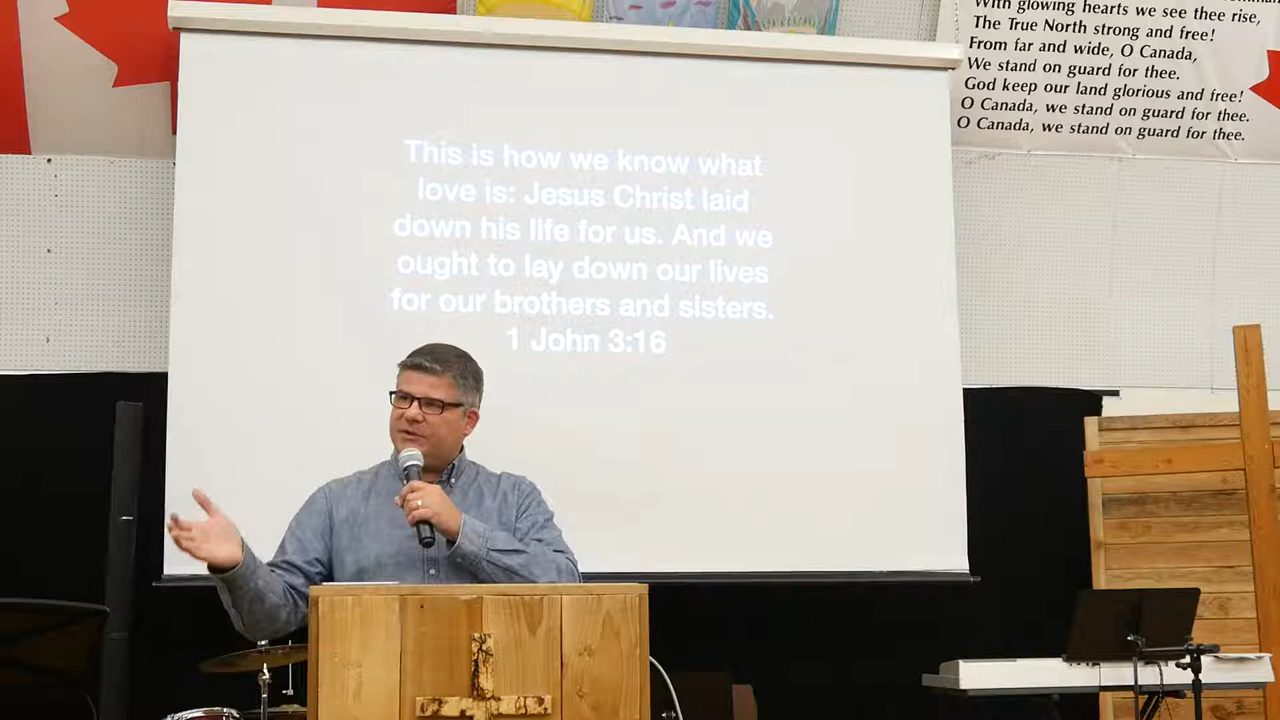 With glowing hearts we see thee rise,
The True North strong and free!
From far and wide, O Canada,
We stand on guard for thee.
God keep our land glorious and free!
O Canada, we stand on guard for thee.
O Canada, we stand on guard for thee.
This is how we know what
love is: Jesus Christ laid
down his life for us. And we
ought to lay down our lives
for our brothers and sisters.
1 John 3:16